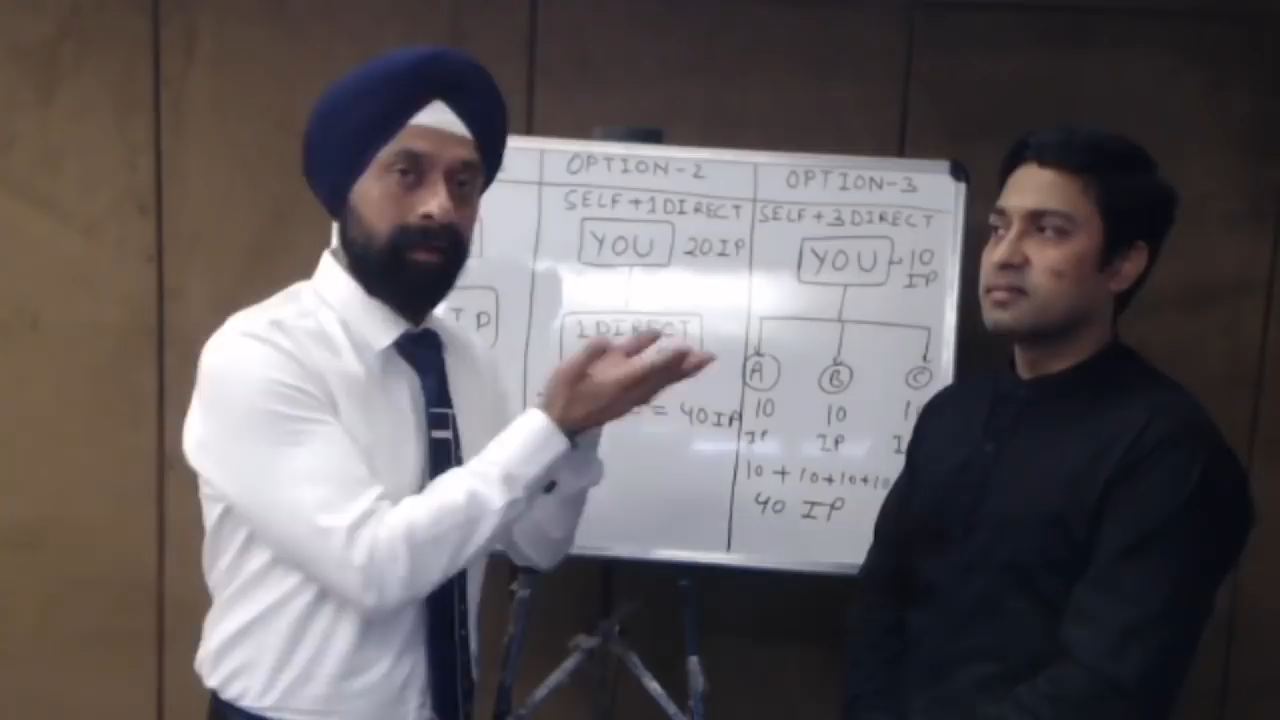 OPTION-2
SELF+1DIRECT
YOU 20IP
1DIRECT
= 40IP
T D
OPTION-3
SELF+3DIRECT
YOU 10
IP
A B C
10 10
IP IP
10+10+10+10
40 IP